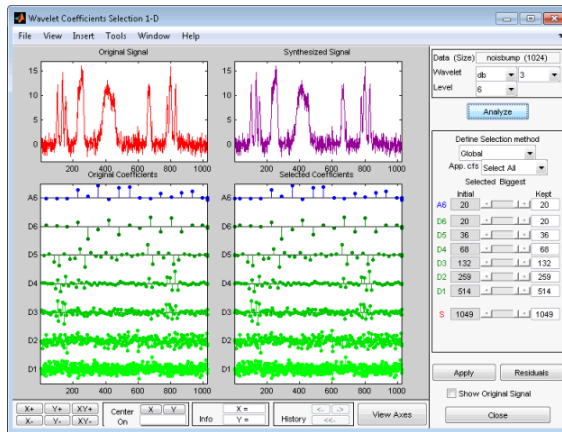 Wavelet Coefficients Selection 1-D
File View Insert Tools Window Help
Original Signal
Synthesized Signal
15
10
5
0
200 400 600 800 1000
15
10
5
0
200 400 600 800 1000
Original Coefficients
Selected Coefficients
A6
D6
D5
D4
D3
D2
D1
200 400 600 800 1000
A6
D6
D5
D4
D3
D2
D1
200 400 600 800 1000
Data (Size) noisbump (1024)
Wavelet db 3
Level 6
Analyze
Define Selection method
Global
App. cfs Select All
Selected Biggest
Initial Kept
A6 20 20
D6 20 20
D5 36 36
D4 68 68
D3 132 132
D2 259 259
D1 514 514
S 1049 1049
Apply Residuals
Show Original Signal
Close
X+ Y+ XY+
X- Y- XY-
Center On X Y
Info X =
Y =
History <- ->
<<-
View Axes